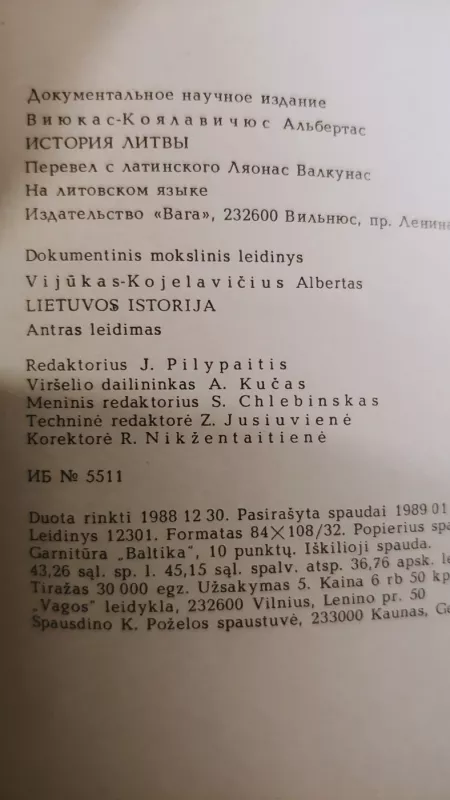 Документальное научное издание
Виюкас-Коялавичюс Альбертас
ИСТОРИЯ ЛИТВЫ
Перевел с латинского Ляонас Валкунас
На литовском языке
Издательство «Вага», 232600 Вильнюс, пр. Ленина
Dokumentinis mokslinis leidinys
Vijūkas-Kojelavičius Albertas
LIETUVOS ISTORIJA
Antras leidimas
Redaktorius J. Pilypaitis
Viršelio dailininkas A. Kučas
Meninis redaktorius S. Chlebinskas
Techninė redaktorė Z. Jusiuvienė
Korektorė R. Nikžentaitienė
ИБ № 5511
Duota rinkti 1988 12 30. Pasirašyta spaudai 1989 01
Leidinys 12301. Formatas 84×108/32. Popierius spa
Garnitūra „Baltika", 10 punktų. Iškilioji spauda.
43,26 sąl. sp. l. 45,15 sąl. spalv. atsp. 36,76 apsk. le
Tiražas 30 000 egz. Užsakymas 5. Kaina 6 rb 50 kp
„Vagos" leidykla, 232600 Vilnius, Lenino pr. 50
Spausdino K. Poželos spaustuvė, 233000 Kaunas, Ge